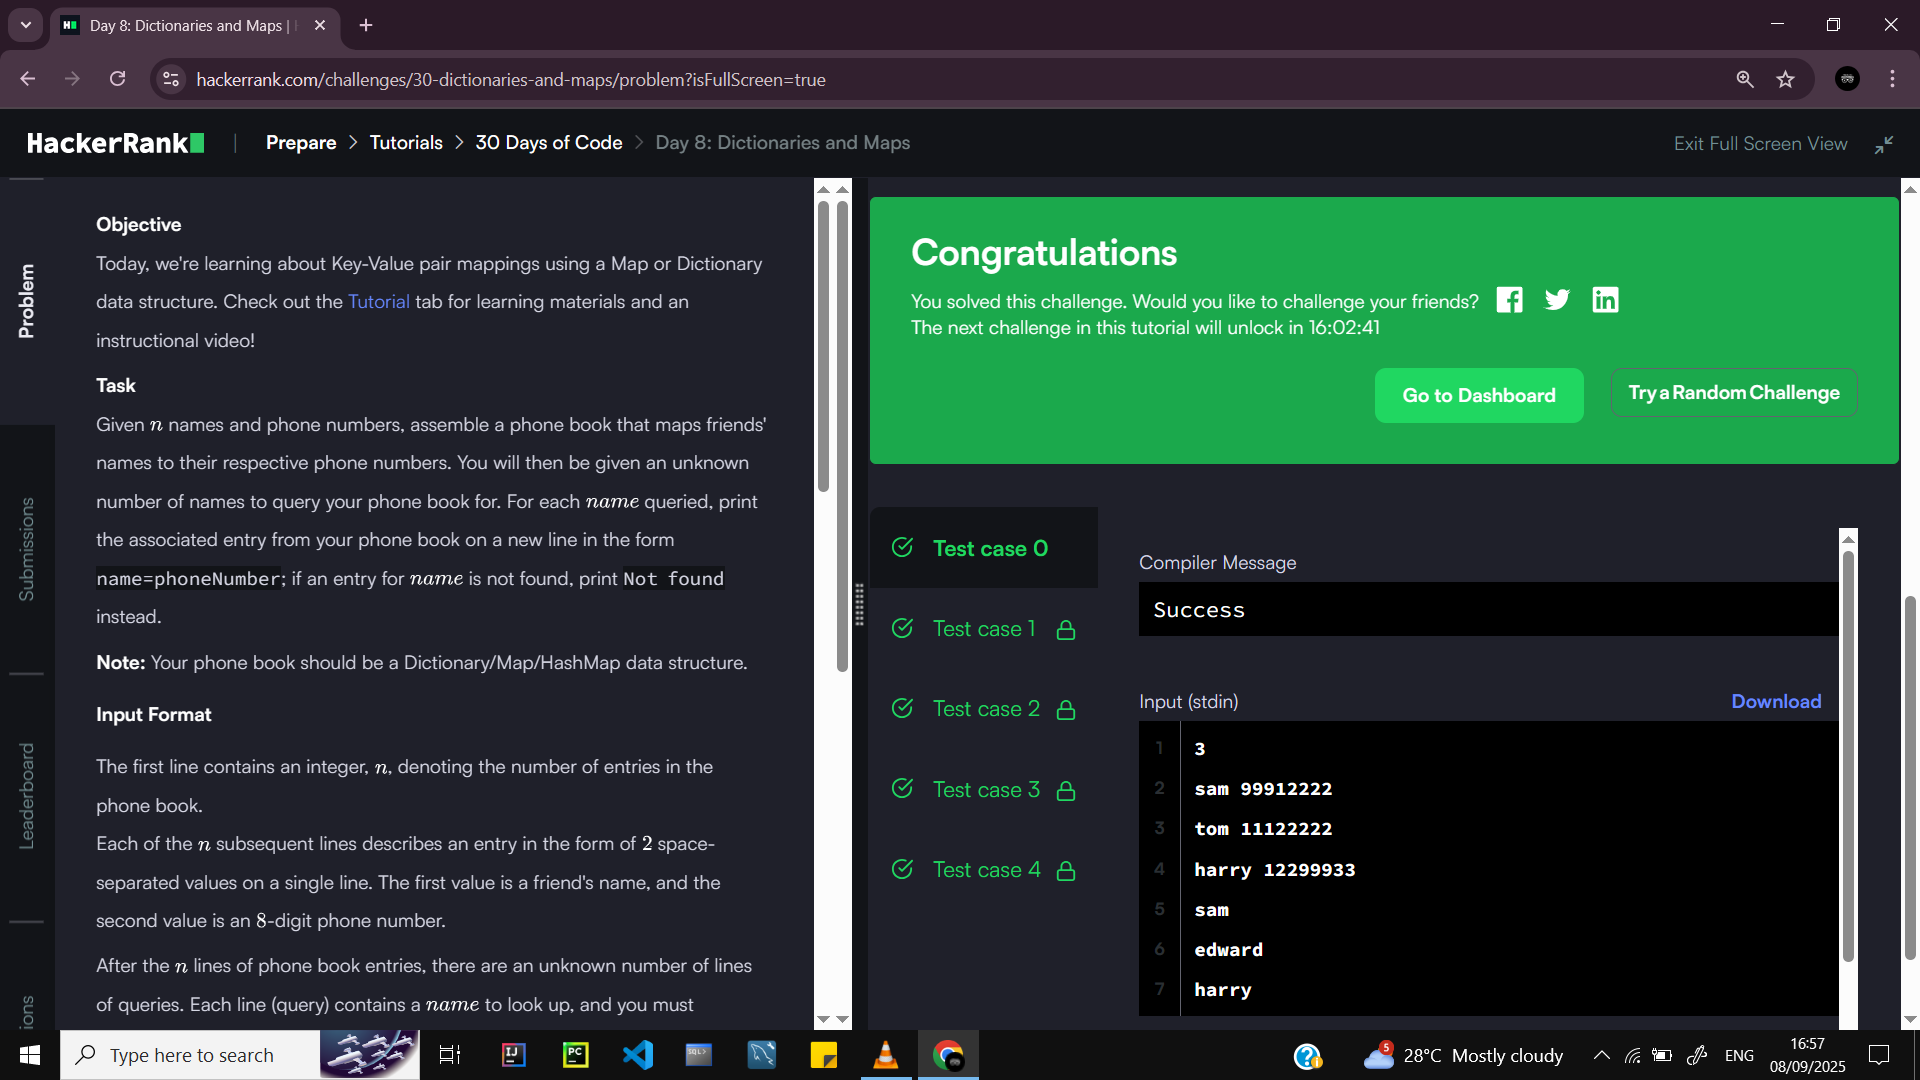 Day 8: Dictionaries and Maps |
hackerrank.com/challenges/30-dictionaries-and-maps/problem?isFullScreen=true
HackerRank
Prepare > Tutorials > 30 Days of Code > Day 8: Dictionaries and Maps
Exit Full Screen View
Problem
Submissions
Leaderboard
ions
Objective
Today, we're learning about Key-Value pair mappings using a Map or Dictionary
data structure. Check out the Tutorial tab for learning materials and an
instructional video!
Task
Given n names and phone numbers, assemble a phone book that maps friends'
names to their respective phone numbers. You will then be given an unknown
number of names to query your phone book for. For each name queried, print
the associated entry from your phone book on a new line in the form
name=phoneNumber; if an entry for name is not found, print Not found
instead.
Note: Your phone book should be a Dictionary/Map/HashMap data structure.
Input Format
The first line contains an integer, n, denoting the number of entries in the
phone book.
Each of the n subsequent lines describes an entry in the form of 2 space-
separated values on a single line. The first value is a friend's name, and the
second value is an 8-digit phone number.
After the n lines of phone book entries, there are an unknown number of lines
of queries. Each line (query) contains a name to look up, and you must
Congratulations
You solved this challenge. Would you like to challenge your friends?
The next challenge in this tutorial will unlock in 16:02:41
Go to Dashboard
Try a Random Challenge
Test case 0
Test case 1
Test case 2
Test case 3
Test case 4
Compiler Message
Success
Input (stdin)
Download
1 3
2 sam 99912222
3 tom 11122222
4 harry 12299933
5 sam
6 edward
7 harry
Type here to search
IJ
PC
SQL>
5
28°C Mostly cloudy
ENG
16:57
08/09/2025